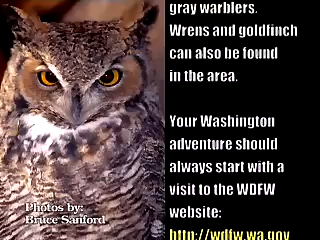 gray warblers.
Wrens and goldfinch
can also be found
in the area.
Your Washington
adventure should
always start with a
visit to the WDFW
website:
http://wdfw.wa.gov
Photos by:
Bruce Sanford